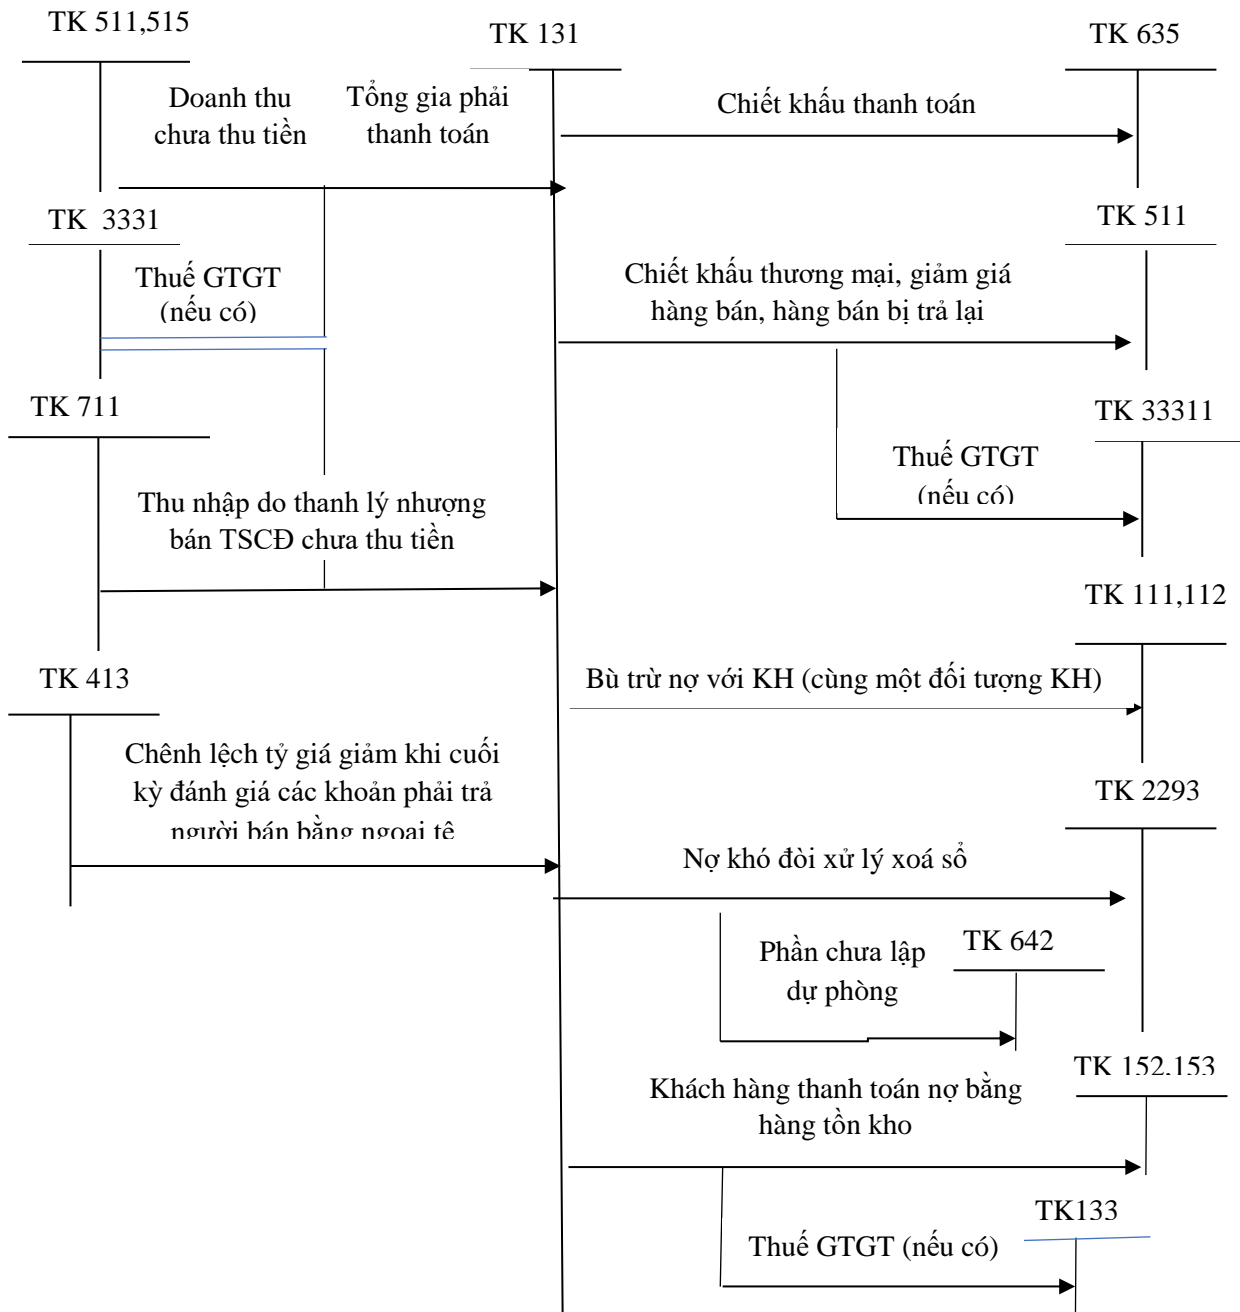 TK 511,515
TK 131
TK 635
Doanh thu
chưa thu tiền
Tổng gia phải
thanh toán
Chiết khấu thanh toán
TK 3331
TK 511
Thuế GTGT
(nếu có)
Chiết khấu thương mại, giảm giá
hàng bán, hàng bán bị trả lại
TK 711
TK 33311
Thuế GTGT
(nếu có)
Thu nhập do thanh lý nhượng
bán TSCĐ chưa thu tiền
TK 111,112
TK 413
Bù trừ nợ với KH (cùng một đối tượng KH)
Chênh lệch tỷ giá giảm khi cuối
kỳ đánh giá các khoản phải trả
người bán bằng ngoại tệ
TK 2293
Nợ khó đòi xử lý xoá sổ
Phần chưa lập
dự phòng
TK 642
TK 152,153
Khách hàng thanh toán nợ bằng
hàng tồn kho
TK133
Thuế GTGT (nếu có)